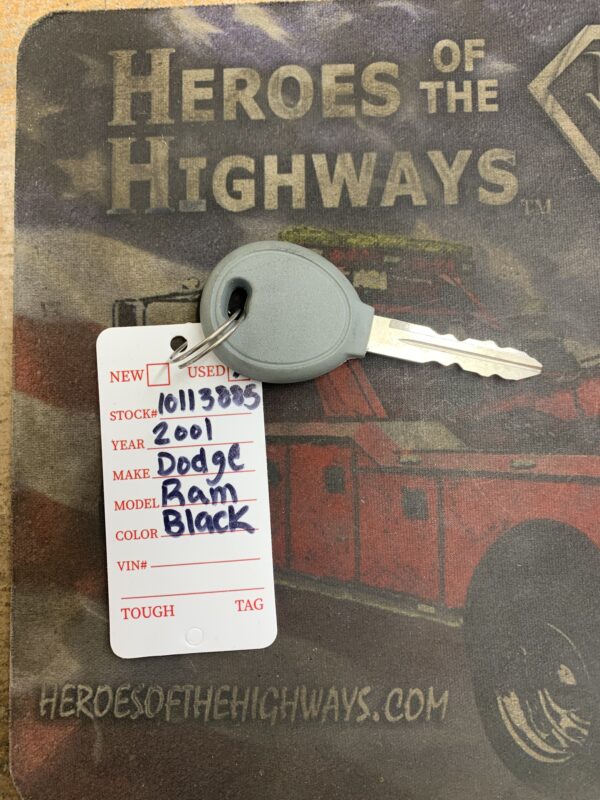 HEROES OF THE
HIGHWAYS™
NEW USED
STOCK# 10113885
YEAR 2001
MAKE Dodge
MODEL Ram
COLOR Black
VIN#
TOUGH TAG
HEROESOFTHEHIGHWAYS.COM